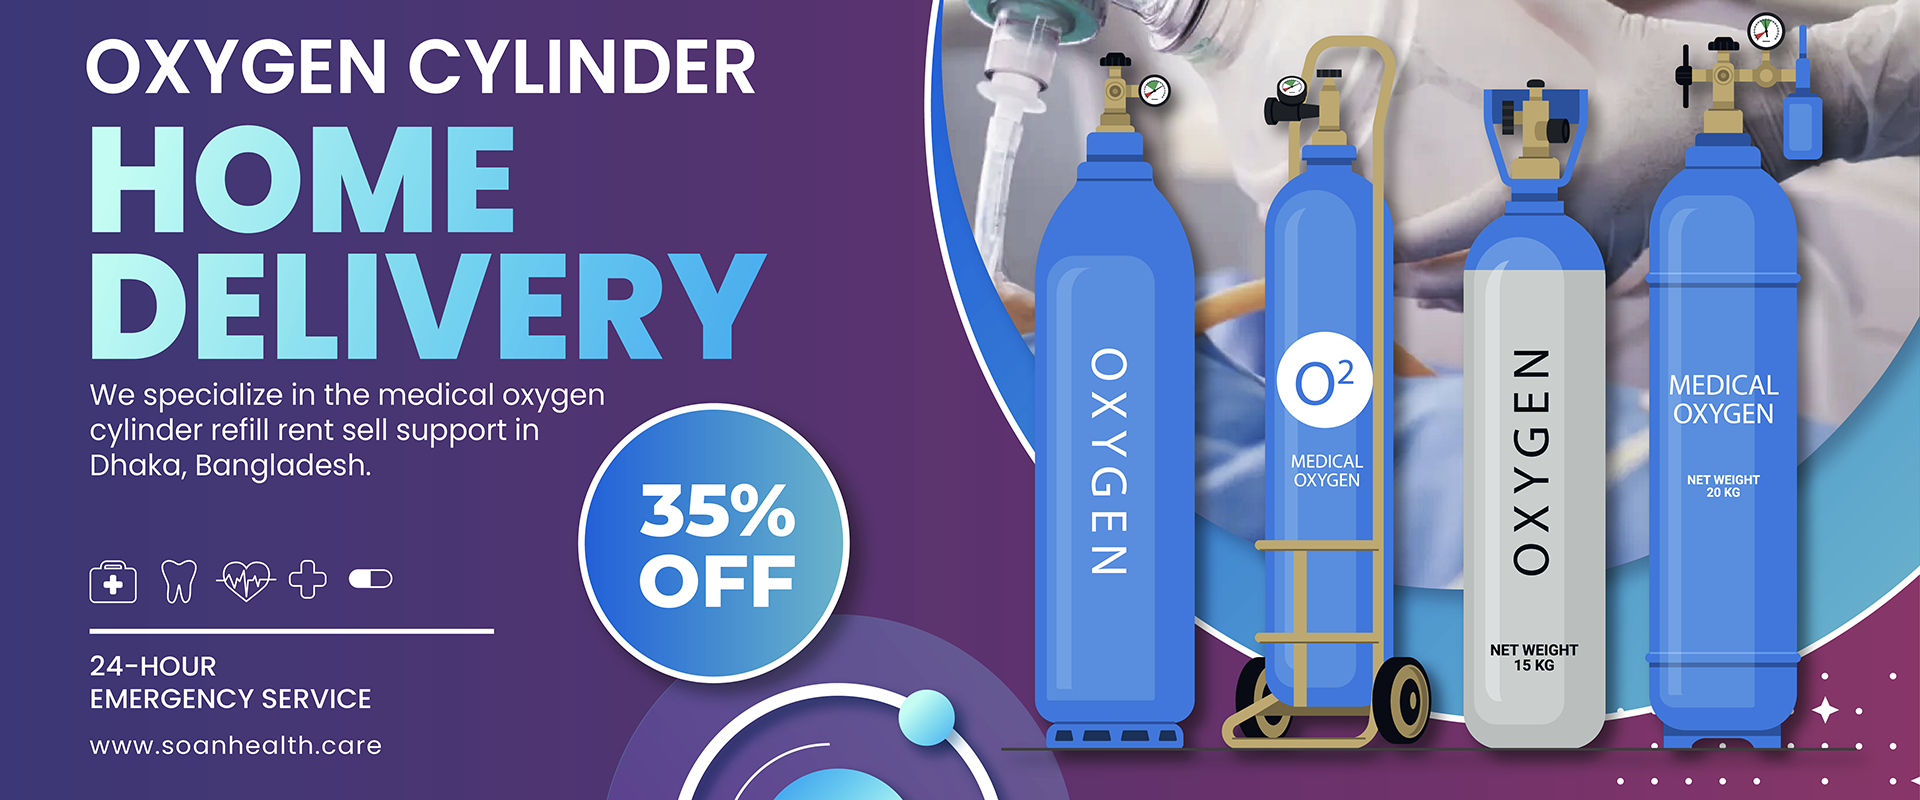 OXYGEN CYLINDER
HOME
DELIVERY
We specialize in the medical oxygen
cylinder refill rent sell support in
Dhaka, Bangladesh.
35%
OFF
24-HOUR
EMERGENCY SERVICE
www.soanhealth.care
OXYGEN
O²
MEDICAL
OXYGEN
OXYGEN
NET WEIGHT
15 KG
MEDICAL
OXYGEN
NET WEIGHT
20 KG